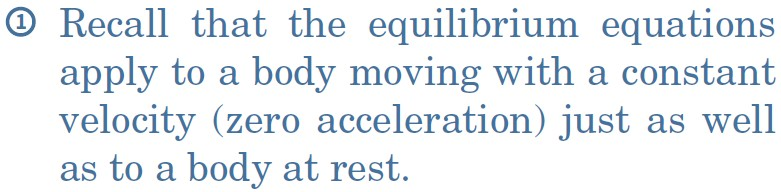 ① Recall that the equilibrium equations
apply to a body moving with a constant
velocity (zero acceleration) just as well
as to a body at rest.